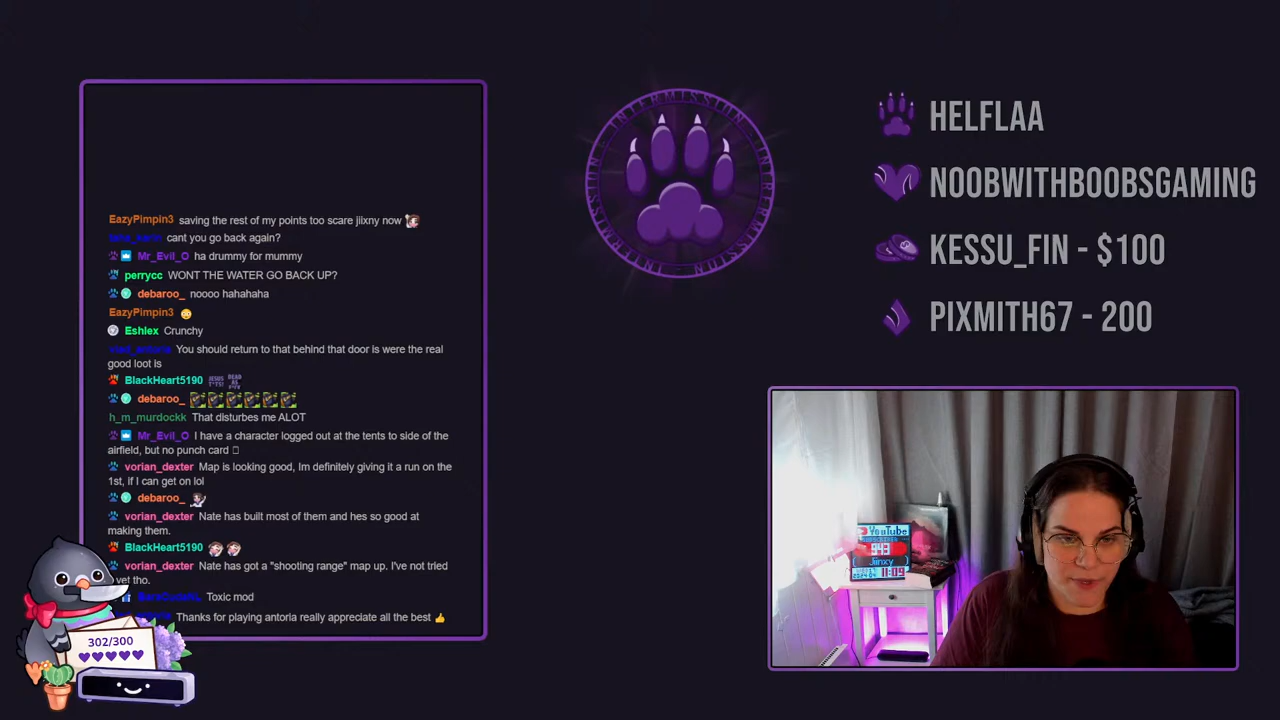 INTERMISSION - INTERMISSION -
HELFLAA
NOOBWITHBOOBSGAMING
KESSU_FIN - $100
PIXMITH67 - 200
EazyPimpin3 saving the rest of my points too scare jiixny now
cant you go back again?
Mr_Evil_O ha drummy for mummy
perrycc WONT THE WATER GO BACK UP?
debaroo_ noooo hahahaha
EazyPimpin3
Eshlex Crunchy
You should return to that behind that door is were the real
good loot is
BlackHeart5190
debaroo_
h_m_murdockk That disturbes me ALOT
Mr_Evil_O I have a character logged out at the tents to side of the
airfield, but no punch card
vorian_dexter Map is looking good, Im definitely giving it a run on the
1st, if I can get on lol
debaroo_
vorian_dexter Nate has built most of them and hes so good at
making them.
BlackHeart5190
vorian_dexter Nate has got a "shooting range" map up. I've not tried
yet tho.
Toxic mod
Thanks for playing antoria really appreciate all the best
302/300
YouTube
Jiinxy
11:09